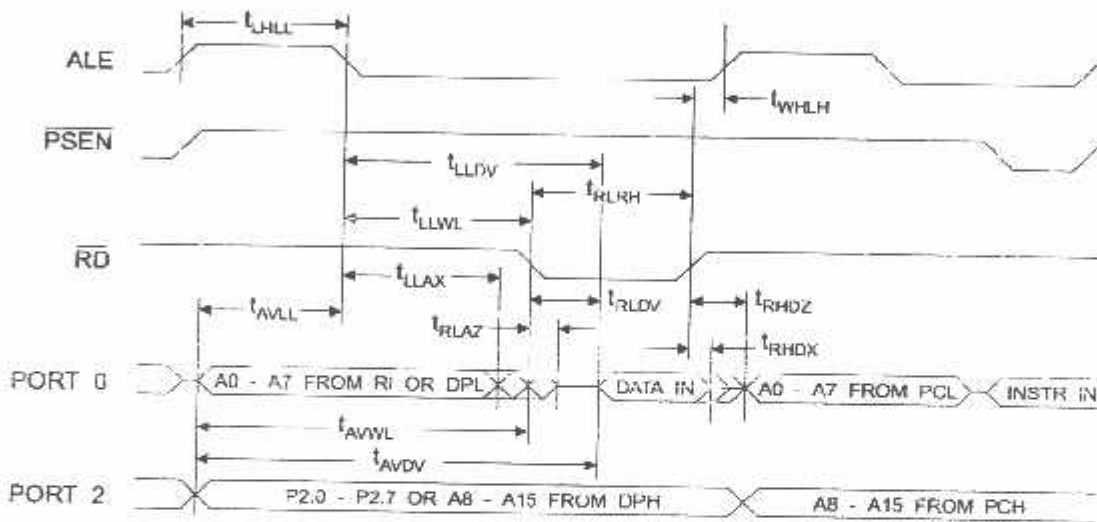 tLHLL
ALE
tWHLH
PSEN
tLLDV
tRLRH
tLLWL
RD
tLLAX
tAVLL
tRLDV
tRHDZ
tRLAZ
tRHDX
PORT 0
A0 - A7 FROM RI OR DPL
DATA IN
A0 - A7 FROM PCL
INSTR IN
tAVWL
tAVDV
PORT 2
P2.0 - P2.7 OR A8 - A15 FROM DPH
A8 - A15 FROM PCH